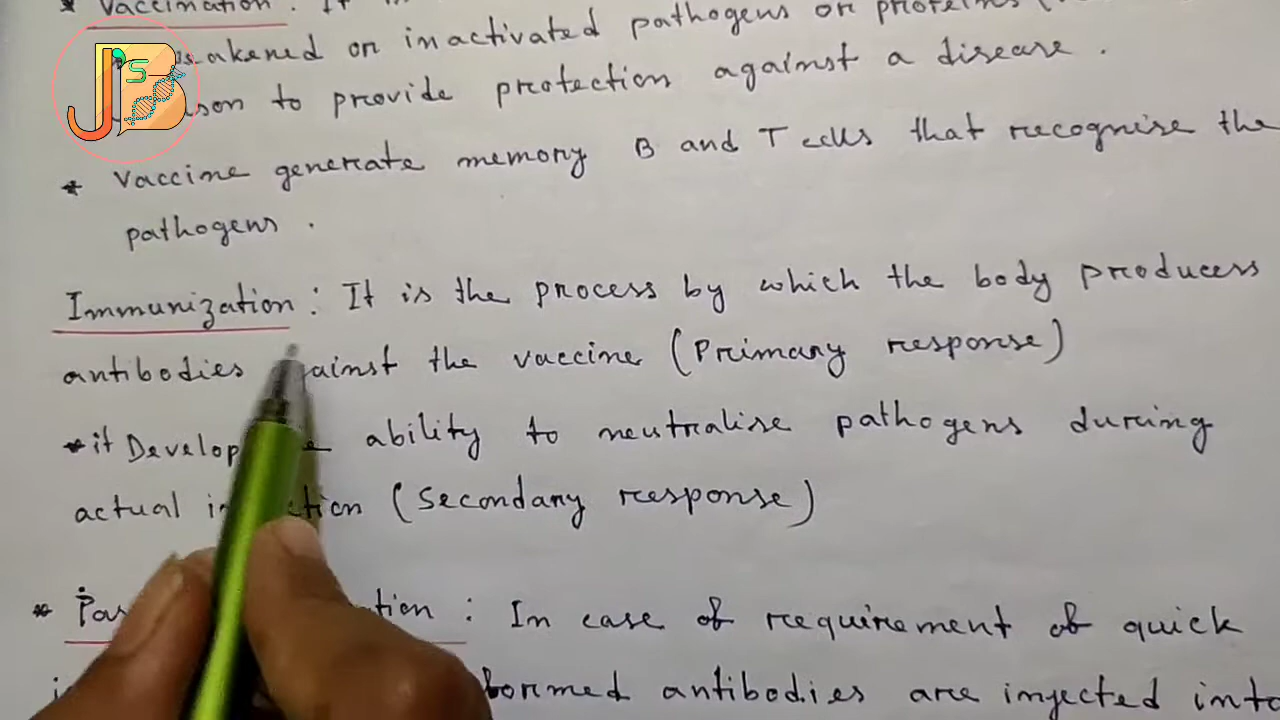 * Vaccination : It
weakened or inactivated pathogens or proteins
person to provide protection against a disease .
* Vaccine generate memory B and T cells that recognise the
pathogens .
Immunization : It is the process by which the body producess
antibodies against the vaccine (Primary response)
* it Develop ability to neutralise pathogens during
actual infection (Secondary response)
* : In case of requirement of quick
formed antibodies are injected into
J'S B